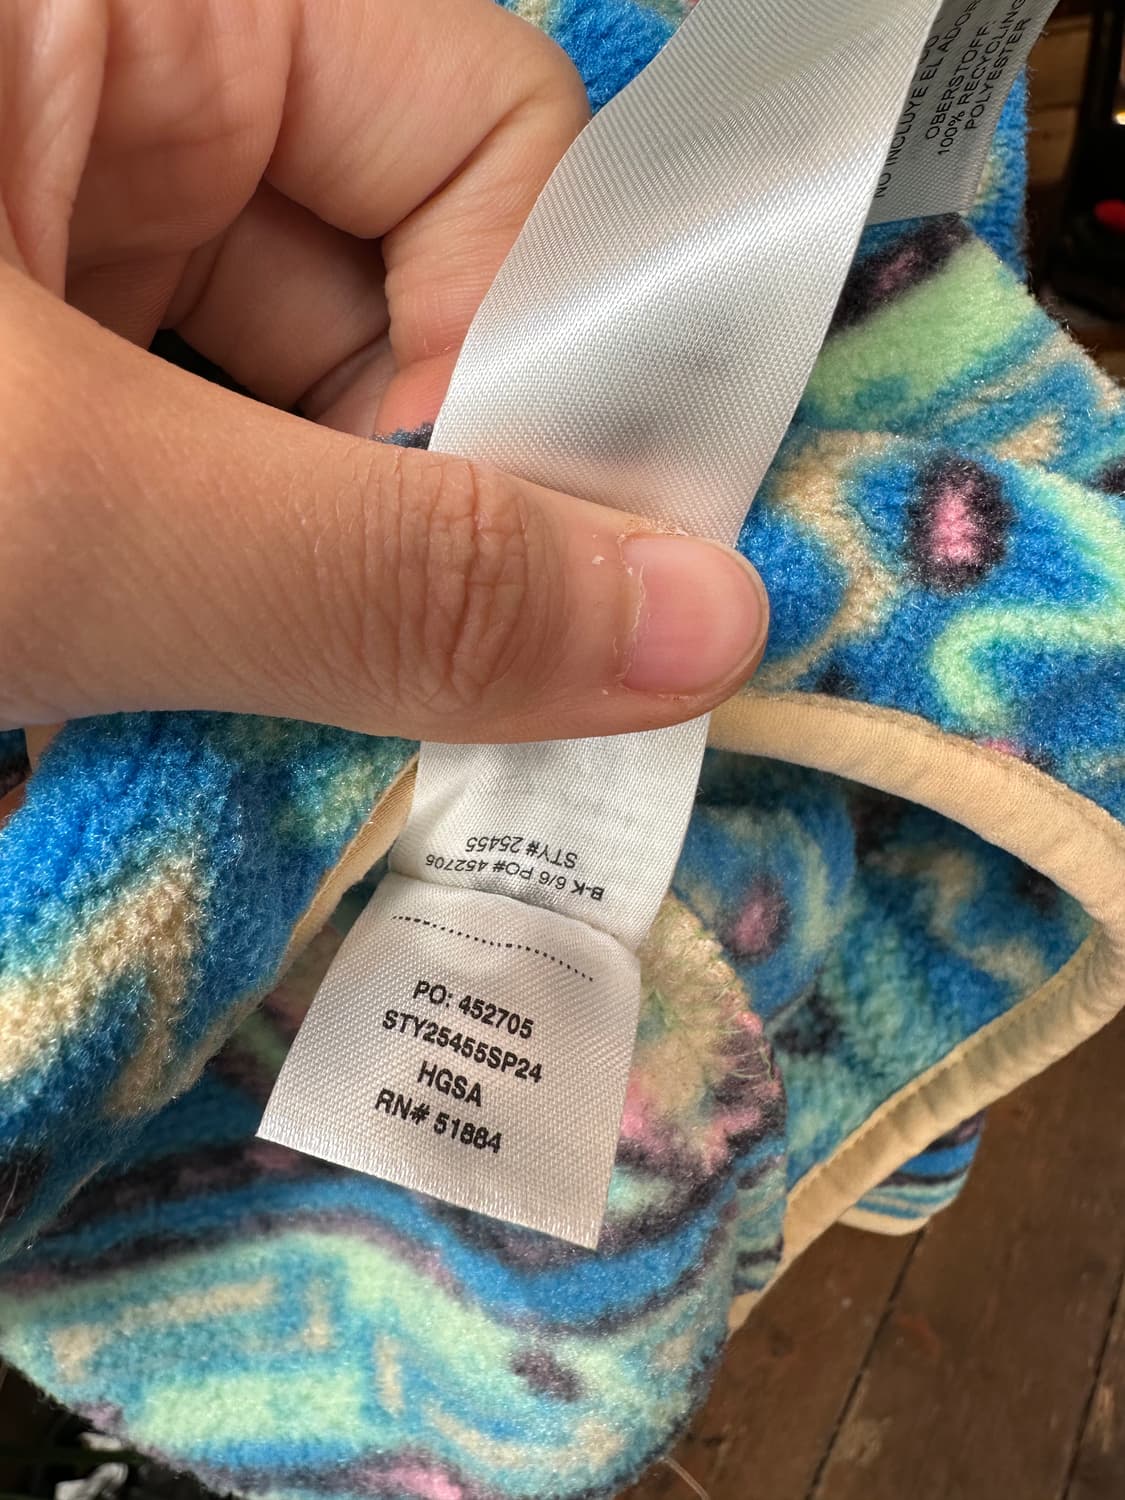 NO INCLUYE EL ADOR
OBERSTOFF:
100% RECYCLING
POLYESTER
STY# 25455
B-K 6/6 PO# 452705
PO: 452705
STY25455SP24
HGSA
RN# 51884